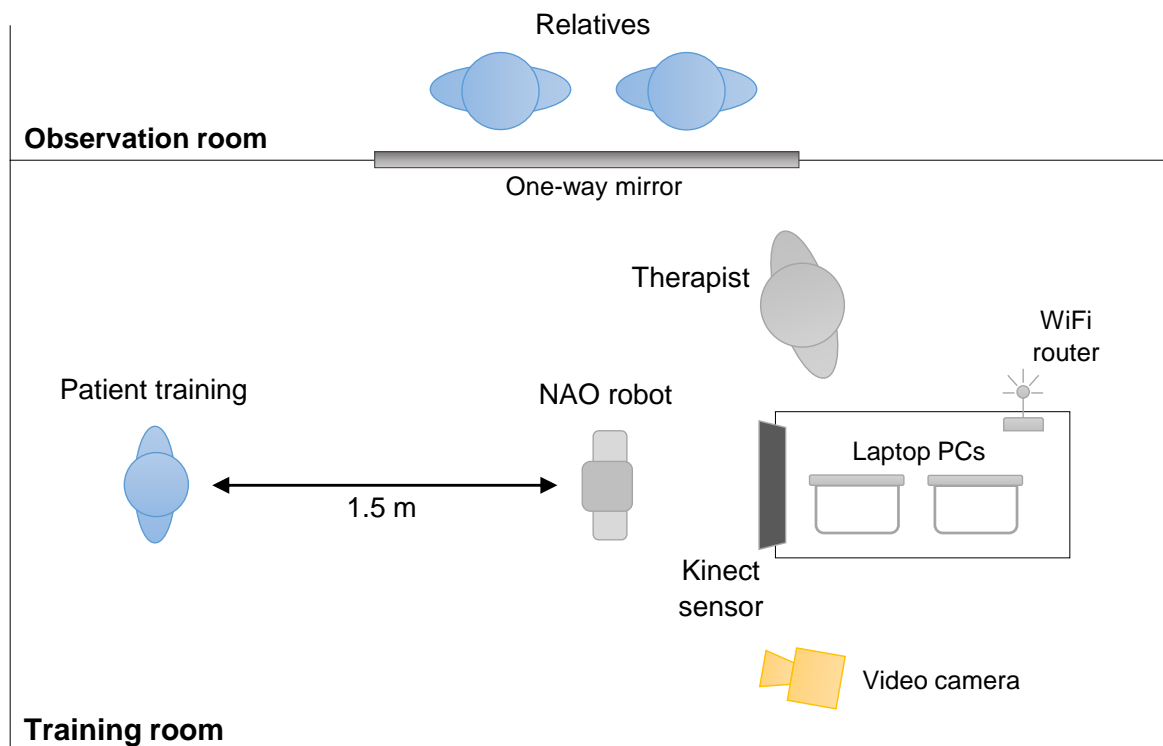 Relatives
Observation room
One-way mirror
Therapist
WiFi
router
Patient training
NAO robot
Laptop PCs
1.5 m
Kinect
sensor
Video camera
Training room